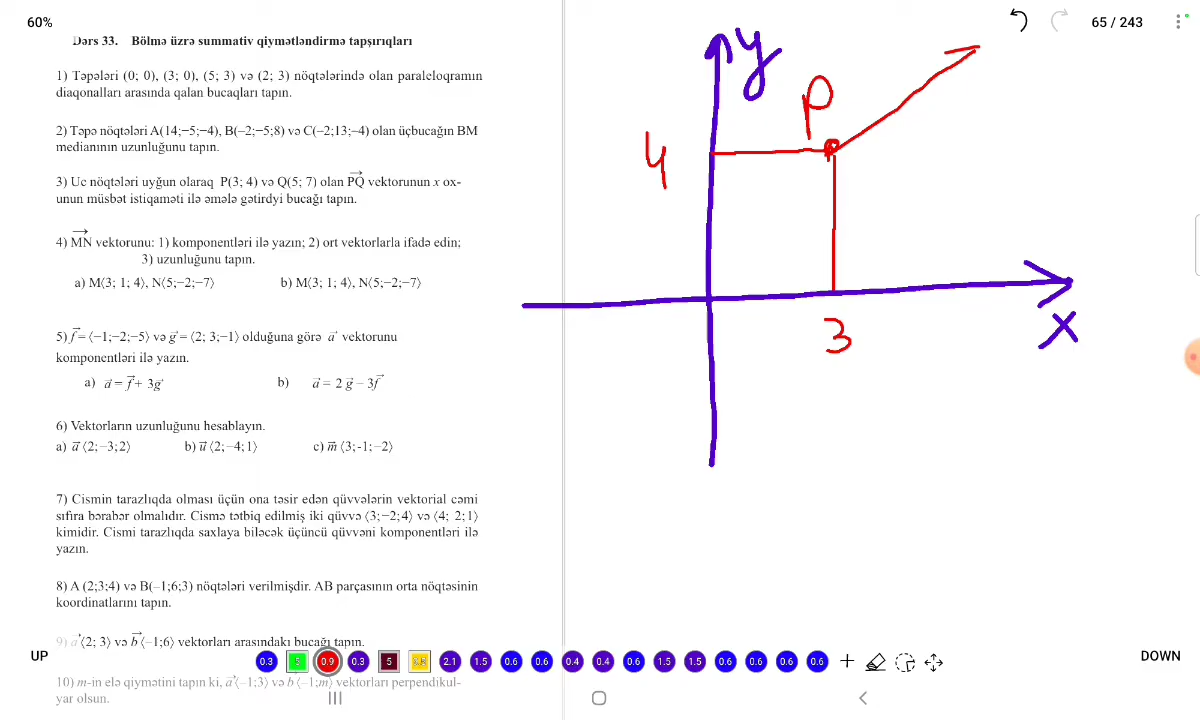 60%
65 / 243
Dərs 33. Bölmə üzrə summativ qiymətləndirmə tapşırıqları
1) Təpələri (0; 0), (3; 0), (5; 3) və (2; 3) nöqtələrində olan paraleloqramın
diaqonalları arasında qalan bucaqları tapın.
2) Təpə nöqtələri A(14;−5;−4), B(−2;−5;8) və C(−2;13;−4) olan üçbucağın BM
medianının uzunluğunu tapın.
3) Uc nöqtələri uyğun olaraq P(3; 4) və Q(5; 7) olan PQ vektorunun x ox-
unun müsbət istiqaməti ilə əmələ gətirdyi bucağı tapın.
4) MN vektorunu: 1) komponentləri ilə yazın; 2) ort vektorlarla ifadə edin;
3) uzunluğunu tapın.
a) M(3; 1; 4), N(5;−2;−7) b) M(3; 1; 4), N(5;−2;−7)
5) f = ⟨−1;−2;−5⟩ və g = ⟨2; 3;−1⟩ olduğuna görə a vektorunu
komponentləri ilə yazın.
a) a = f + 3g b) a = 2 g − 3f
6) Vektorların uzunluğunu hesablayın.
a) a ⟨2;−3;2⟩ b) u ⟨2;−4;1⟩ c) m ⟨3;-1;−2⟩
7) Cismin tarazlıqda olması üçün ona təsir edən qüvvələrin vektorial cəmi
sıfıra bərabər olmalıdır. Cismə tətbiq edilmiş iki qüvvə ⟨3;−2;4⟩ və ⟨4; 2;1⟩
kimidir. Cismi tarazlıqda saxlaya biləcək üçüncü qüvvəni komponentləri ilə
yazın.
8) A (2;3;4) və B(−1;6;3) nöqtələri verilmişdir. AB parçasının orta nöqtəsinin
koordinatlarını tapın.
9) a ⟨2; 3⟩ və b ⟨−1;6⟩ vektorları arasındakı bucağı tapın.
10) m-in elə qiymətini tapın ki, a ⟨−1;3⟩ və b ⟨−1;m⟩ vektorları perpendikul-
yar olsun.
y
P
4
3
x
UP
0.3 5 0.9 0.3 5 2.1 1.5 0.6 0.6 0.4 0.4 0.6 1.5 1.5 0.6 0.6 0.6 0.6
DOWN